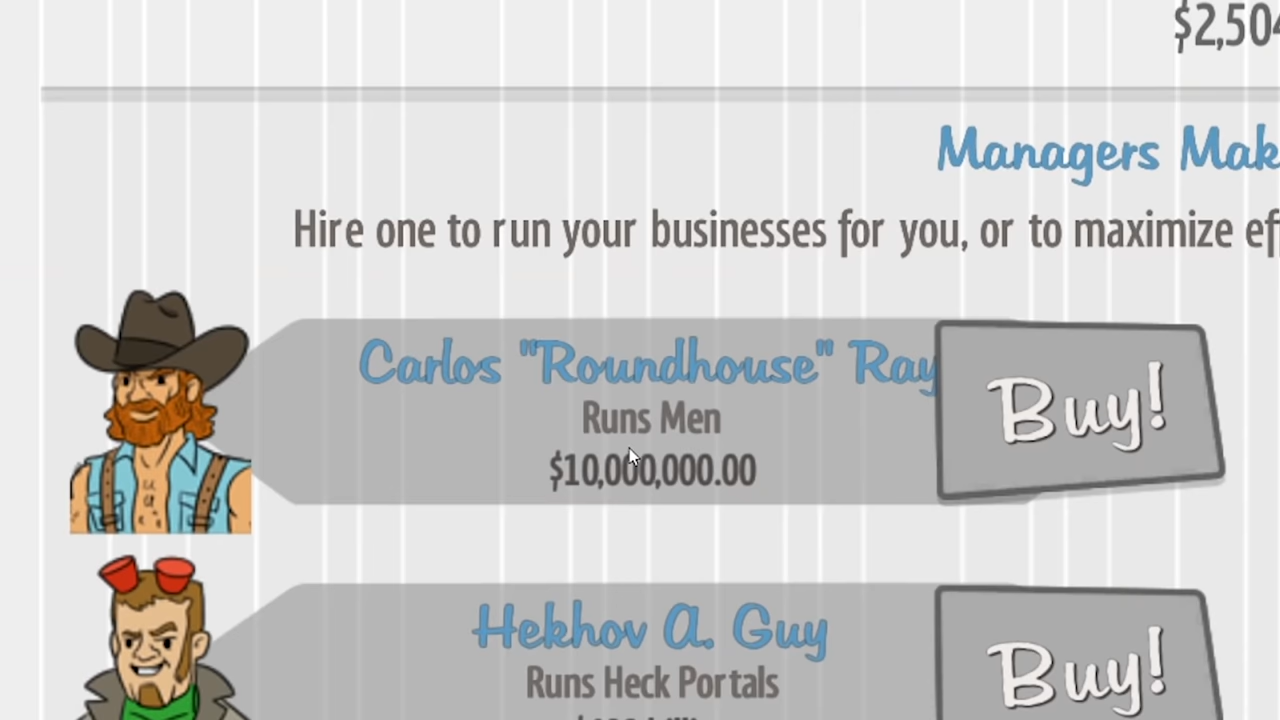 $2,504
Managers Mak
Hire one to run your businesses for you, or to maximize ef
Carlos "Roundhouse" Ray
Runs Men
$10,000,000.00
Buy!
Hekhov A. Guy
Runs Heck Portals
Buy!